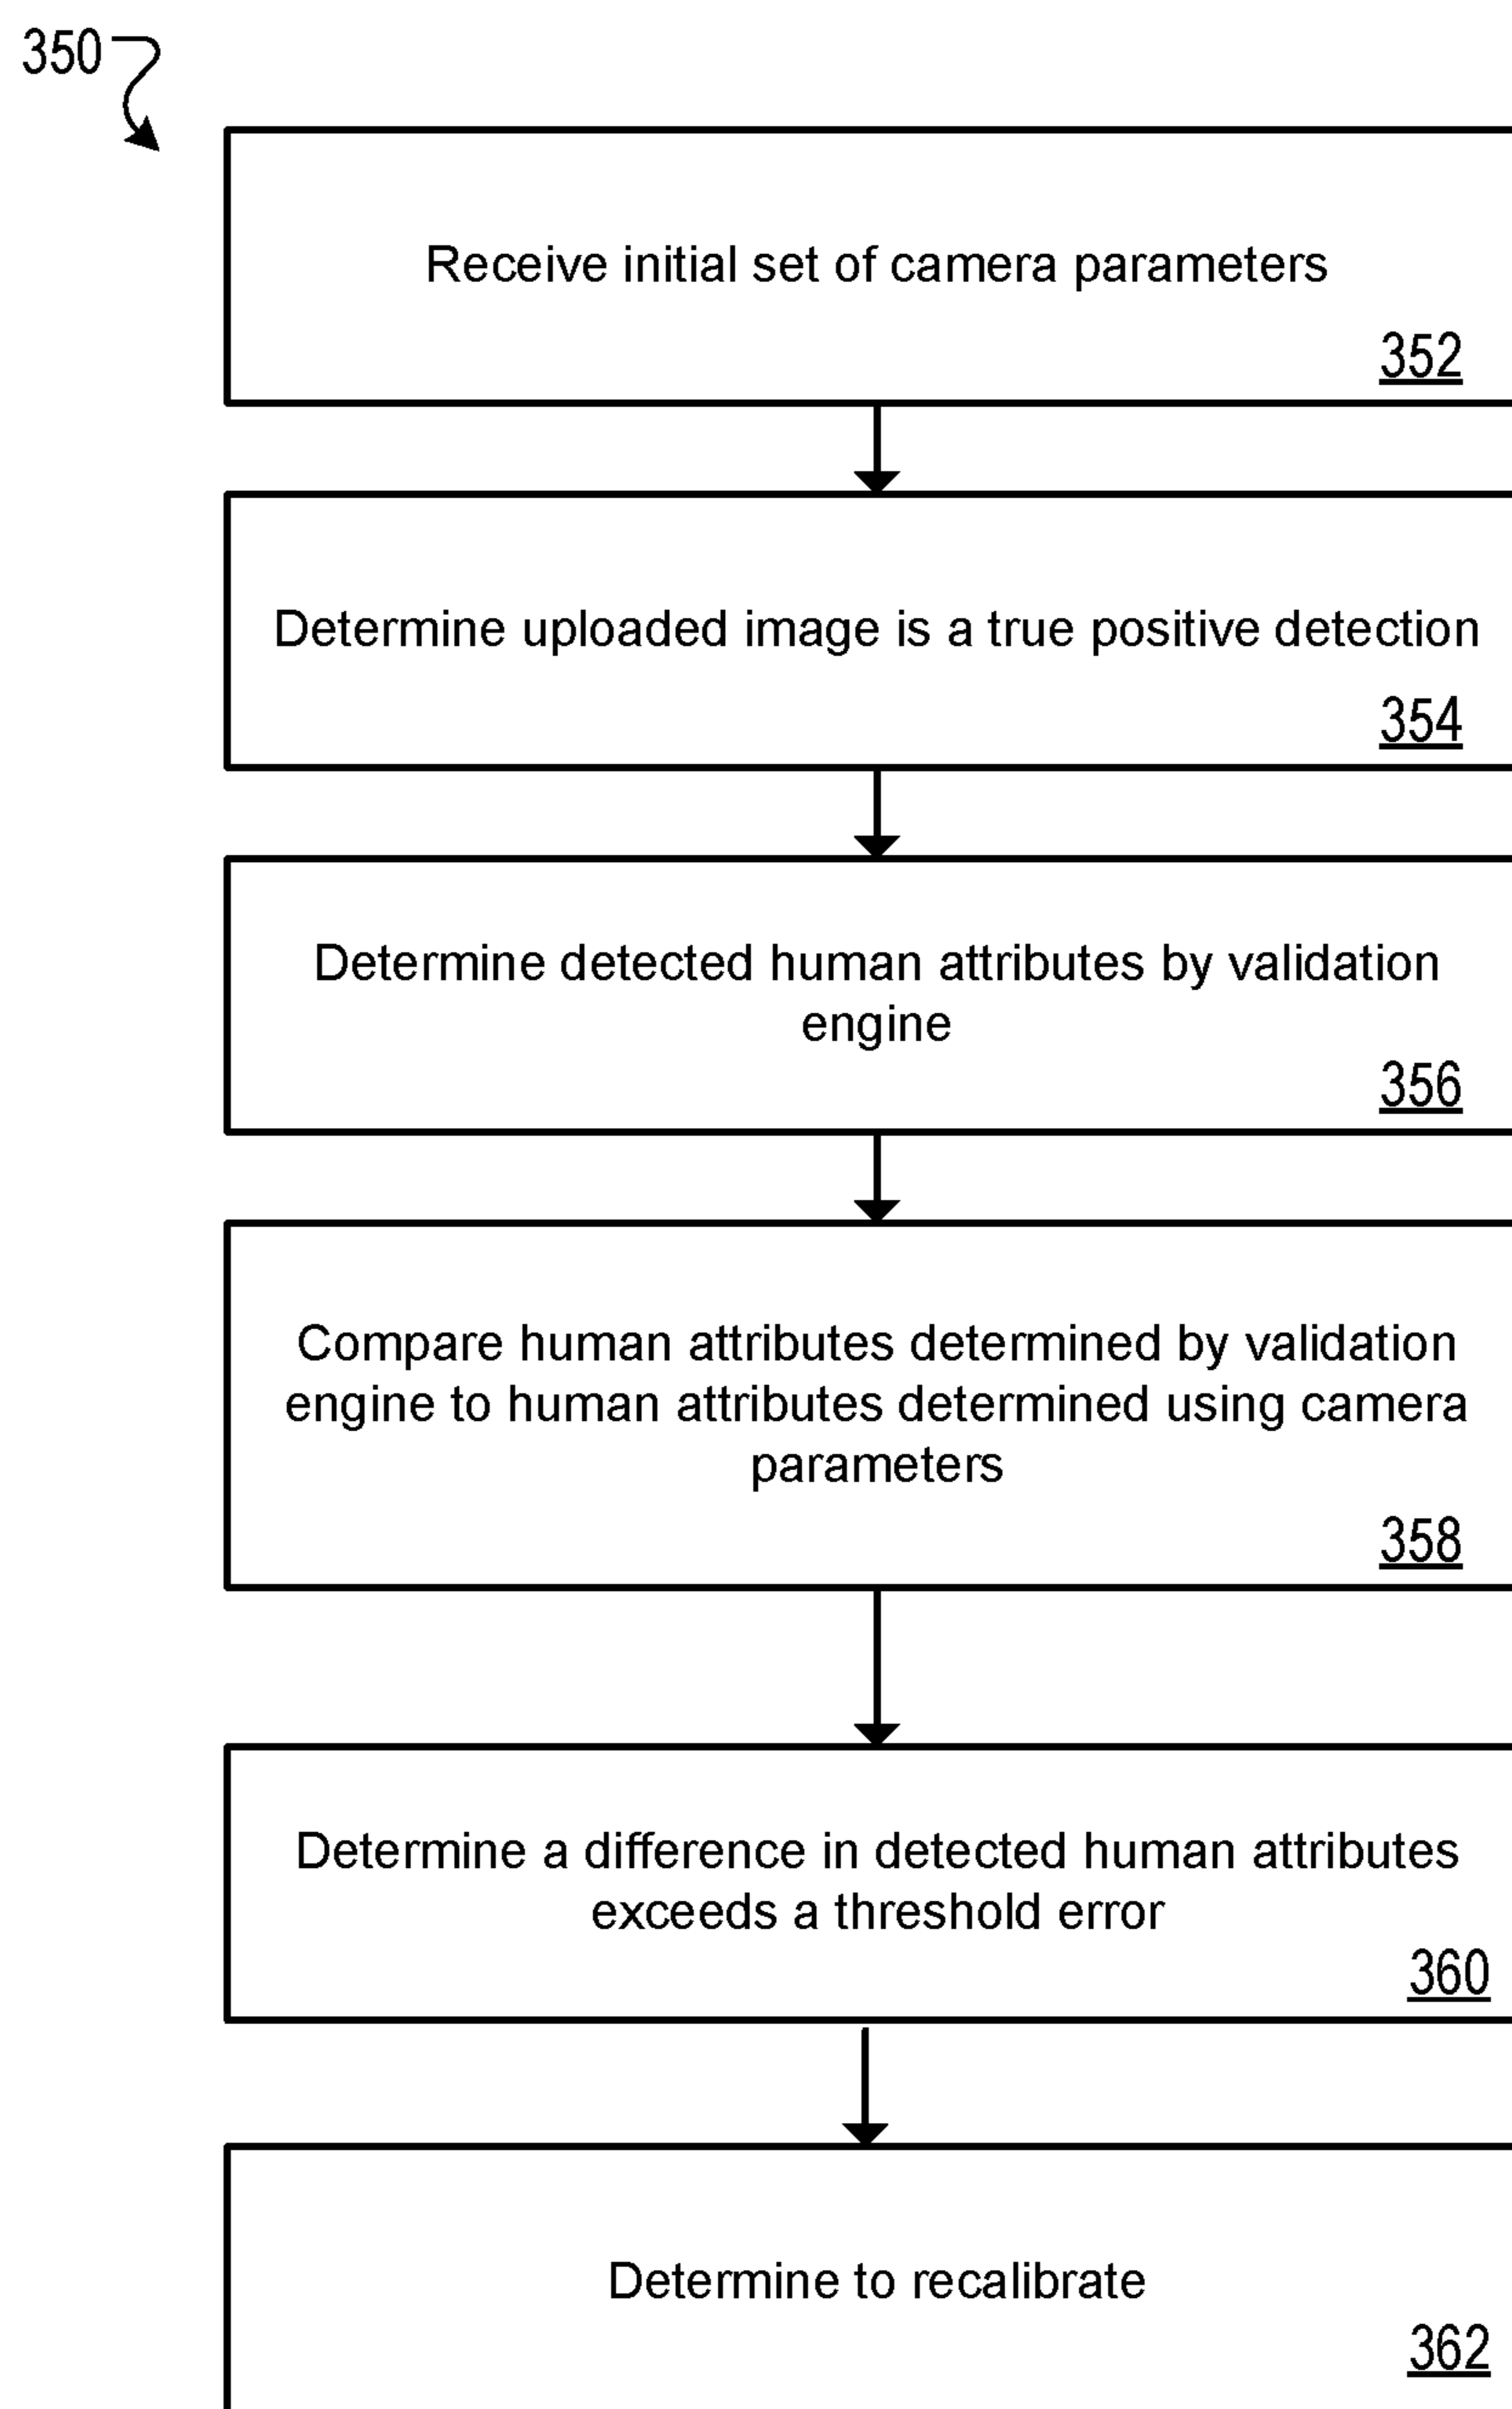 350
Receive initial set of camera parameters
352
Determine uploaded image is a true positive detection
354
Determine detected human attributes by validation
engine
356
Compare human attributes determined by validation
engine to human attributes determined using camera
parameters
358
Determine a difference in detected human attributes
exceeds a threshold error
360
Determine to recalibrate
362